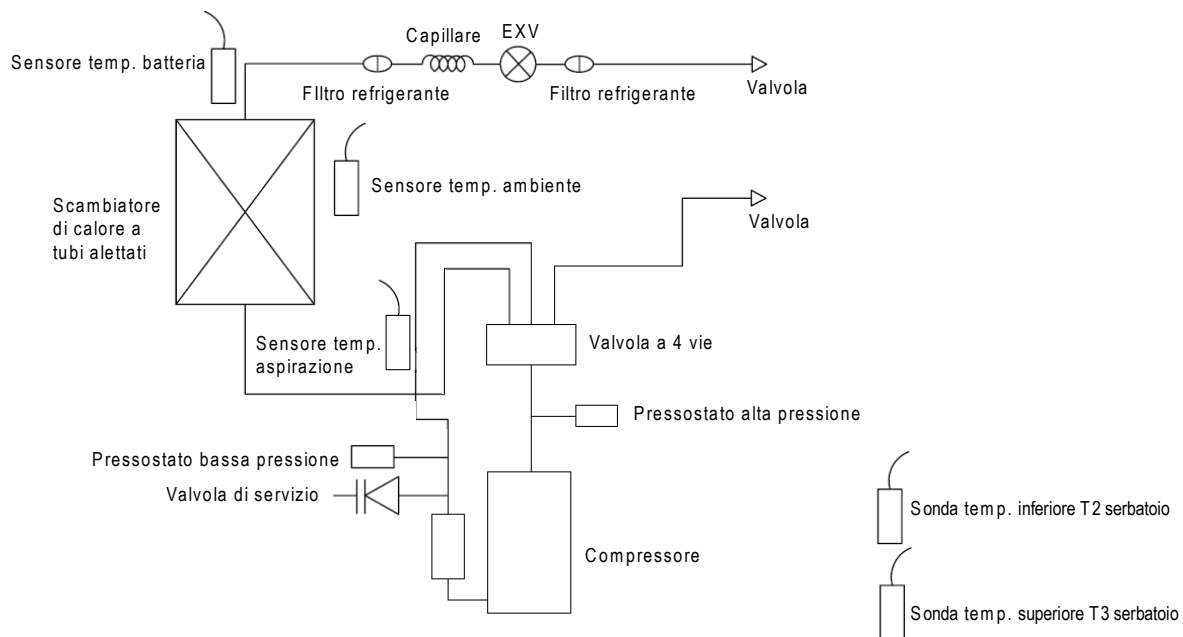 Capillare
EXV
Sensore temp. batteria
FIltro refrigerante
Filtro refrigerante
Valvola
Sensore temp. ambiente
Scambiatore
di calore a
tubi alettati
Valvola
Sensore temp.
aspirazione
Valvola a 4 vie
Pressostato alta pressione
Pressostato bassa pressione
Valvola di servizio
Compressore
Sonda temp. inferiore T2 serbatoio
Sonda temp. superiore T3 serbatoio